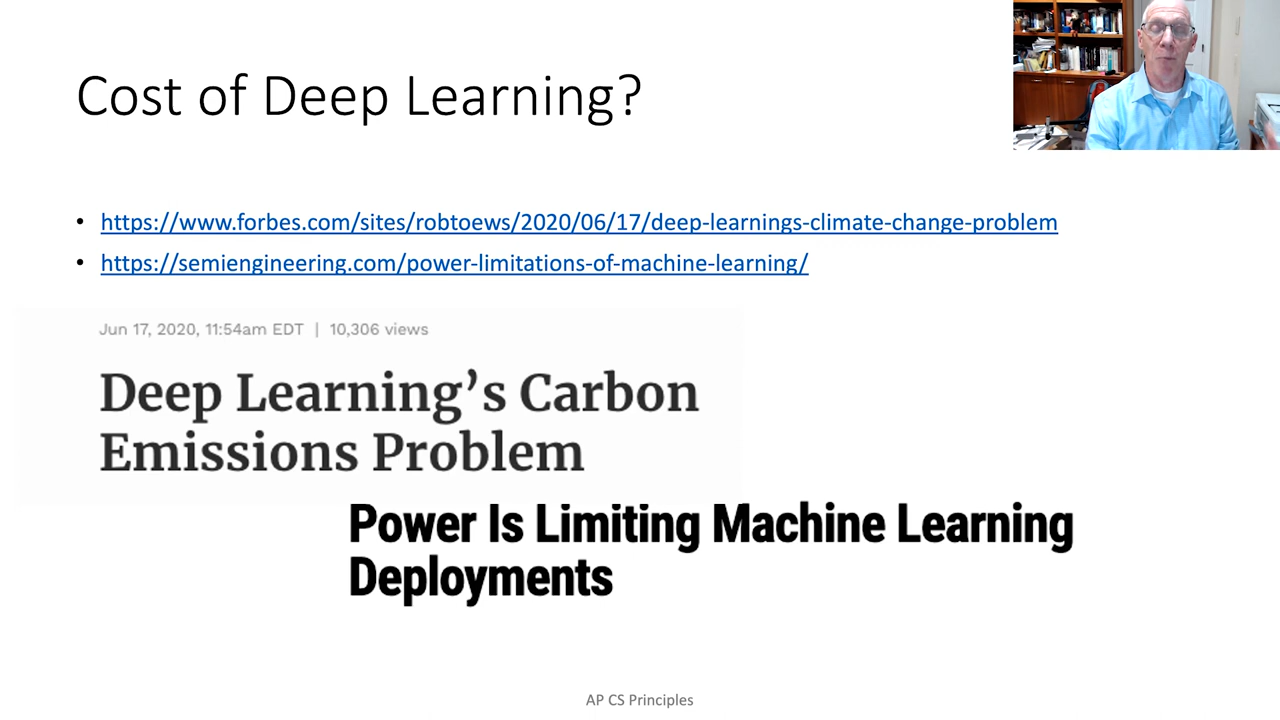 Cost of Deep Learning?
• https://www.forbes.com/sites/robtoews/2020/06/17/deep-learnings-climate-change-problem
• https://semiengineering.com/power-limitations-of-machine-learning/
Jun 17, 2020, 11:54am EDT | 10,306 views
Deep Learning’s Carbon
Emissions Problem
Power Is Limiting Machine Learning
Deployments
AP CS Principles